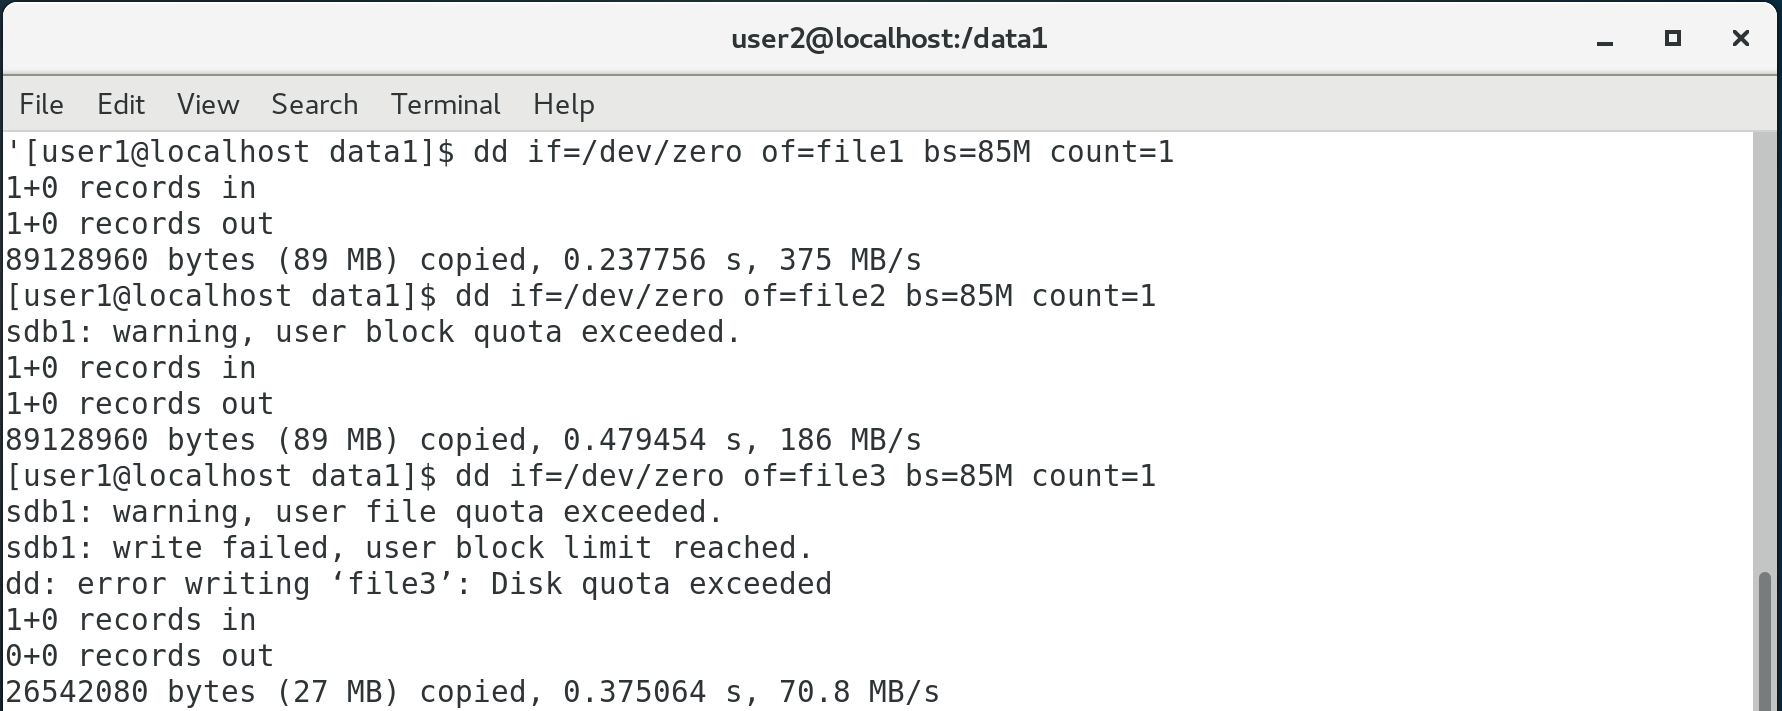 user2@localhost:/data1
File Edit View Search Terminal Help
'[user1@localhost data1]$ dd if=/dev/zero of=file1 bs=85M count=1
1+0 records in
1+0 records out
89128960 bytes (89 MB) copied, 0.237756 s, 375 MB/s
[user1@localhost data1]$ dd if=/dev/zero of=file2 bs=85M count=1
sdb1: warning, user block quota exceeded.
1+0 records in
1+0 records out
89128960 bytes (89 MB) copied, 0.479454 s, 186 MB/s
[user1@localhost data1]$ dd if=/dev/zero of=file3 bs=85M count=1
sdb1: warning, user file quota exceeded.
sdb1: write failed, user block limit reached.
dd: error writing ‘file3’: Disk quota exceeded
1+0 records in
0+0 records out
26542080 bytes (27 MB) copied, 0.375064 s, 70.8 MB/s